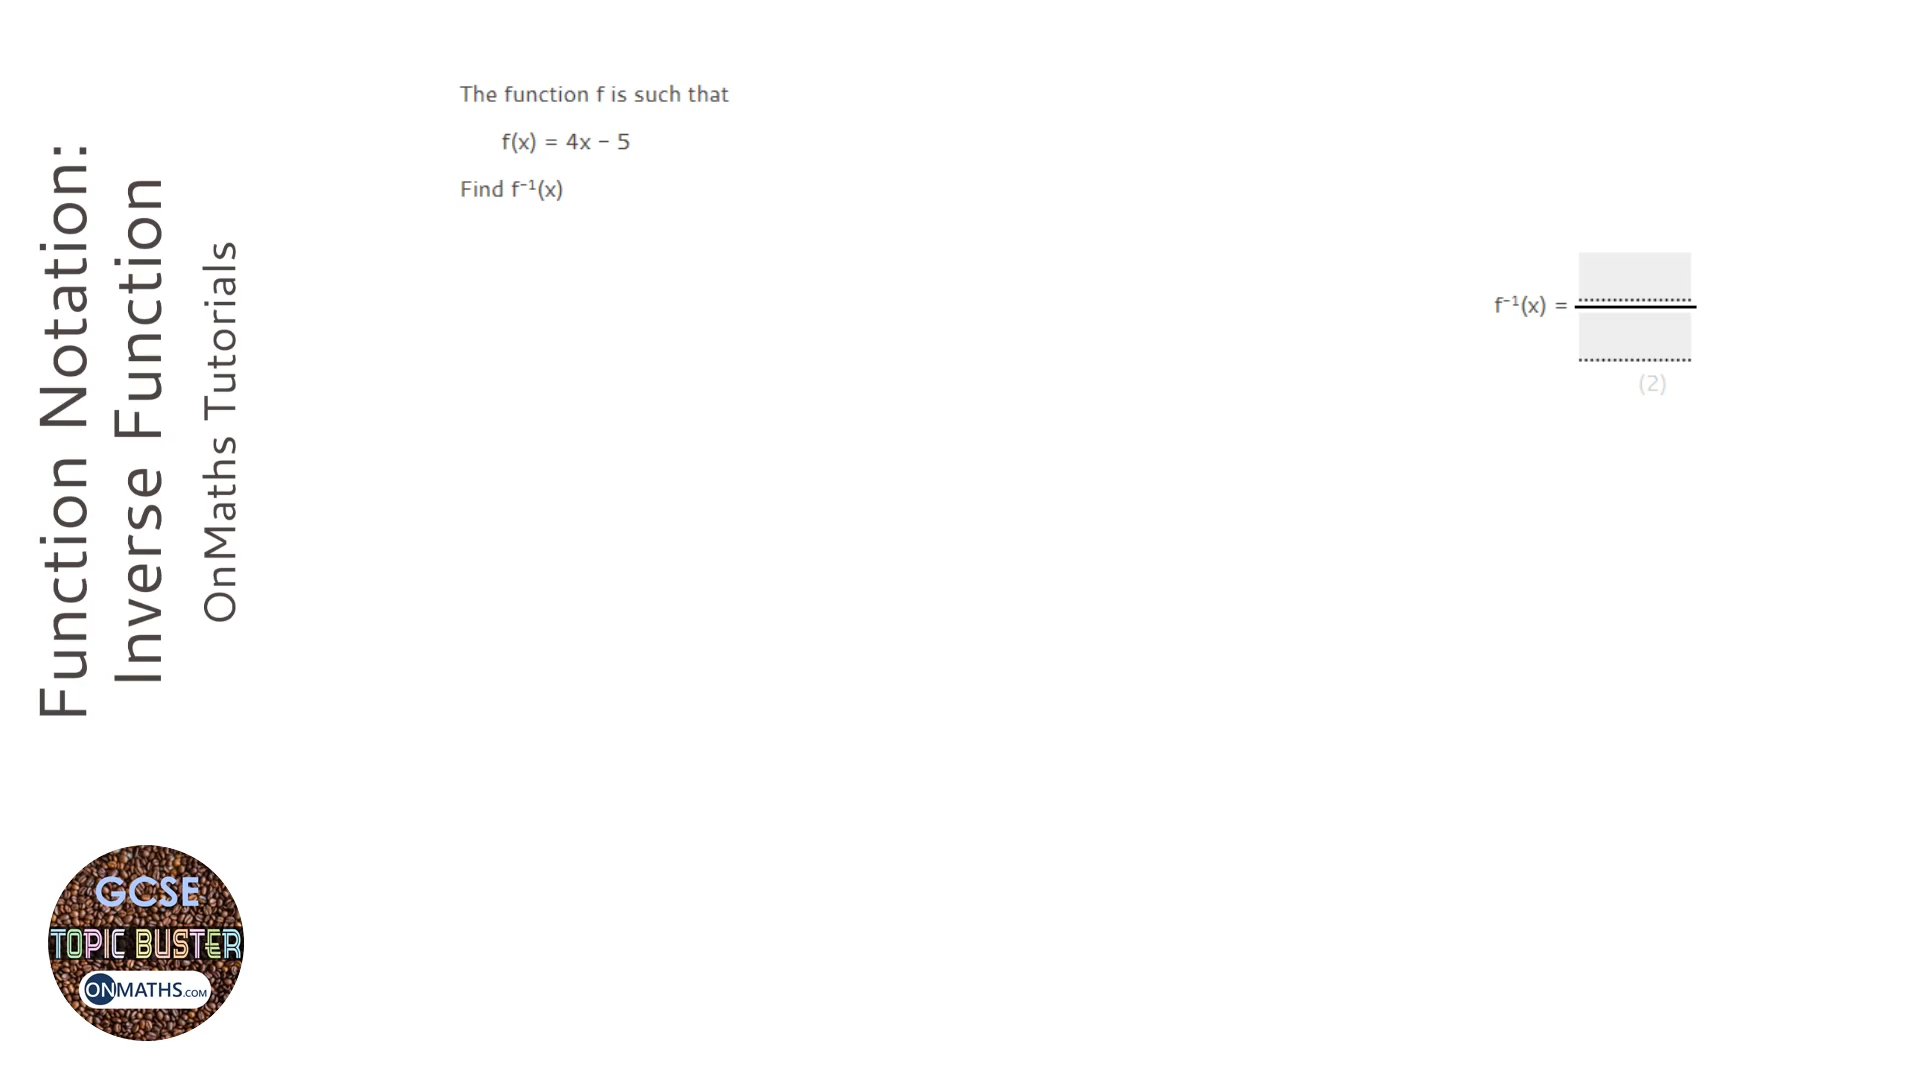 Function Notation:
Inverse Function
OnMaths Tutorials
The function f is such that
f(x) = 4x − 5
Find f⁻¹(x)
f⁻¹(x) =
(2)
GCSE
TOPIC BUSTER
ONMATHS.COM